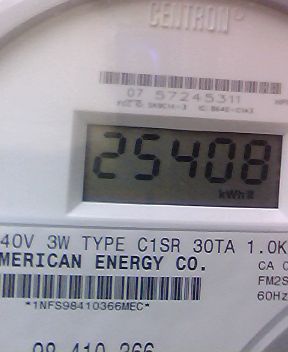 CENTRON®
07 57245311
25408
kWh
40V 3W TYPE C1SR 30TA 1.0K
MERICAN ENERGY CO.
CA
FM2S
60Hz
*1NFS98410366MEC*
98 410 366